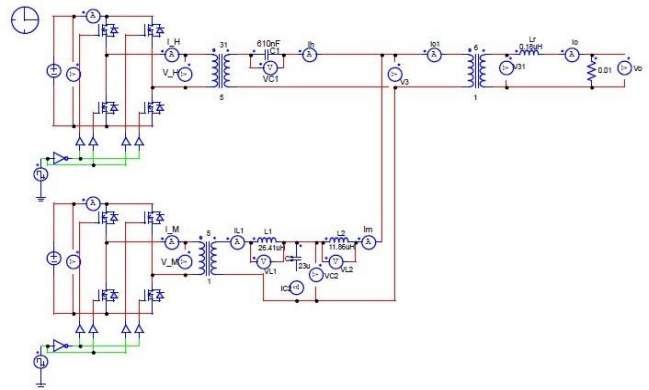 I_H
31
610nF
C1
Ih
Io1
6
Lr
0.18uH
Io
V_H
VC1
V3
V31
0.01
Vo
5
1
I_M
5
IL1
L1
26.41uH
L2
11.86uH
Im
V_M
VL1
C2
23u
VC2
VL2
1
IC2